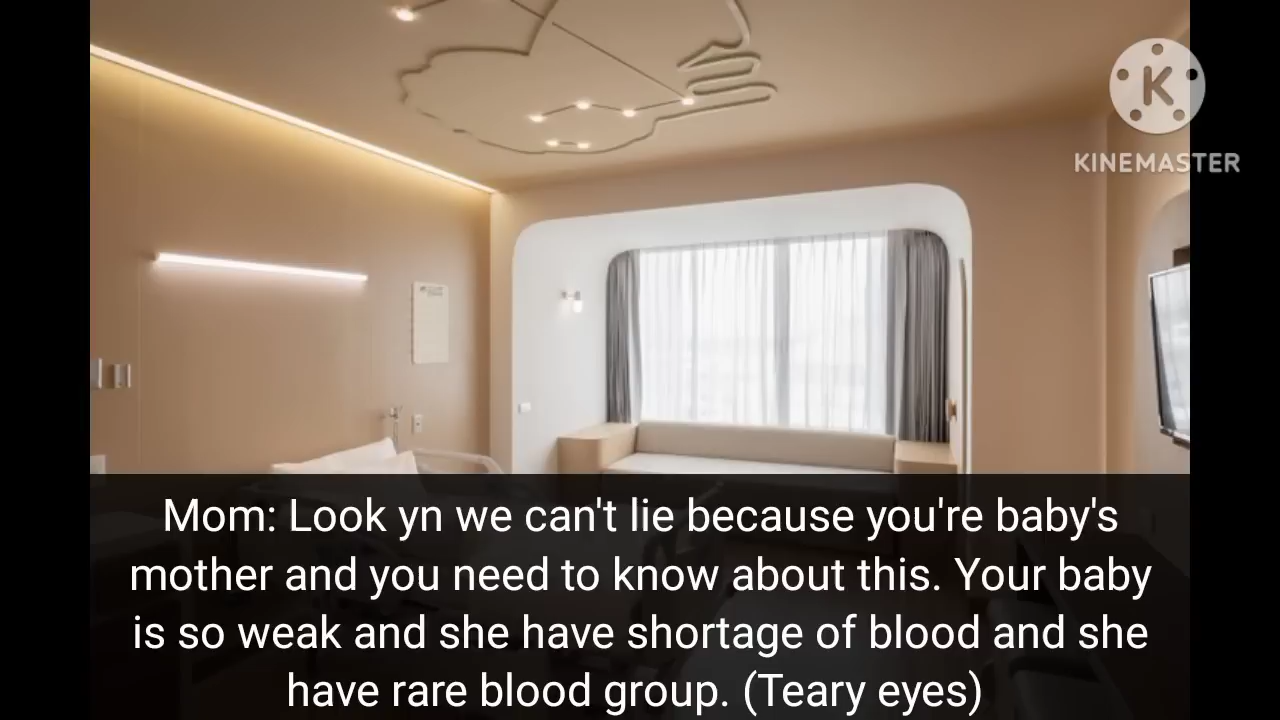 KINEMASTER
Mom: Look yn we can't lie because you're baby's
mother and you need to know about this. Your baby
is so weak and she have shortage of blood and she
have rare blood group. (Teary eyes)